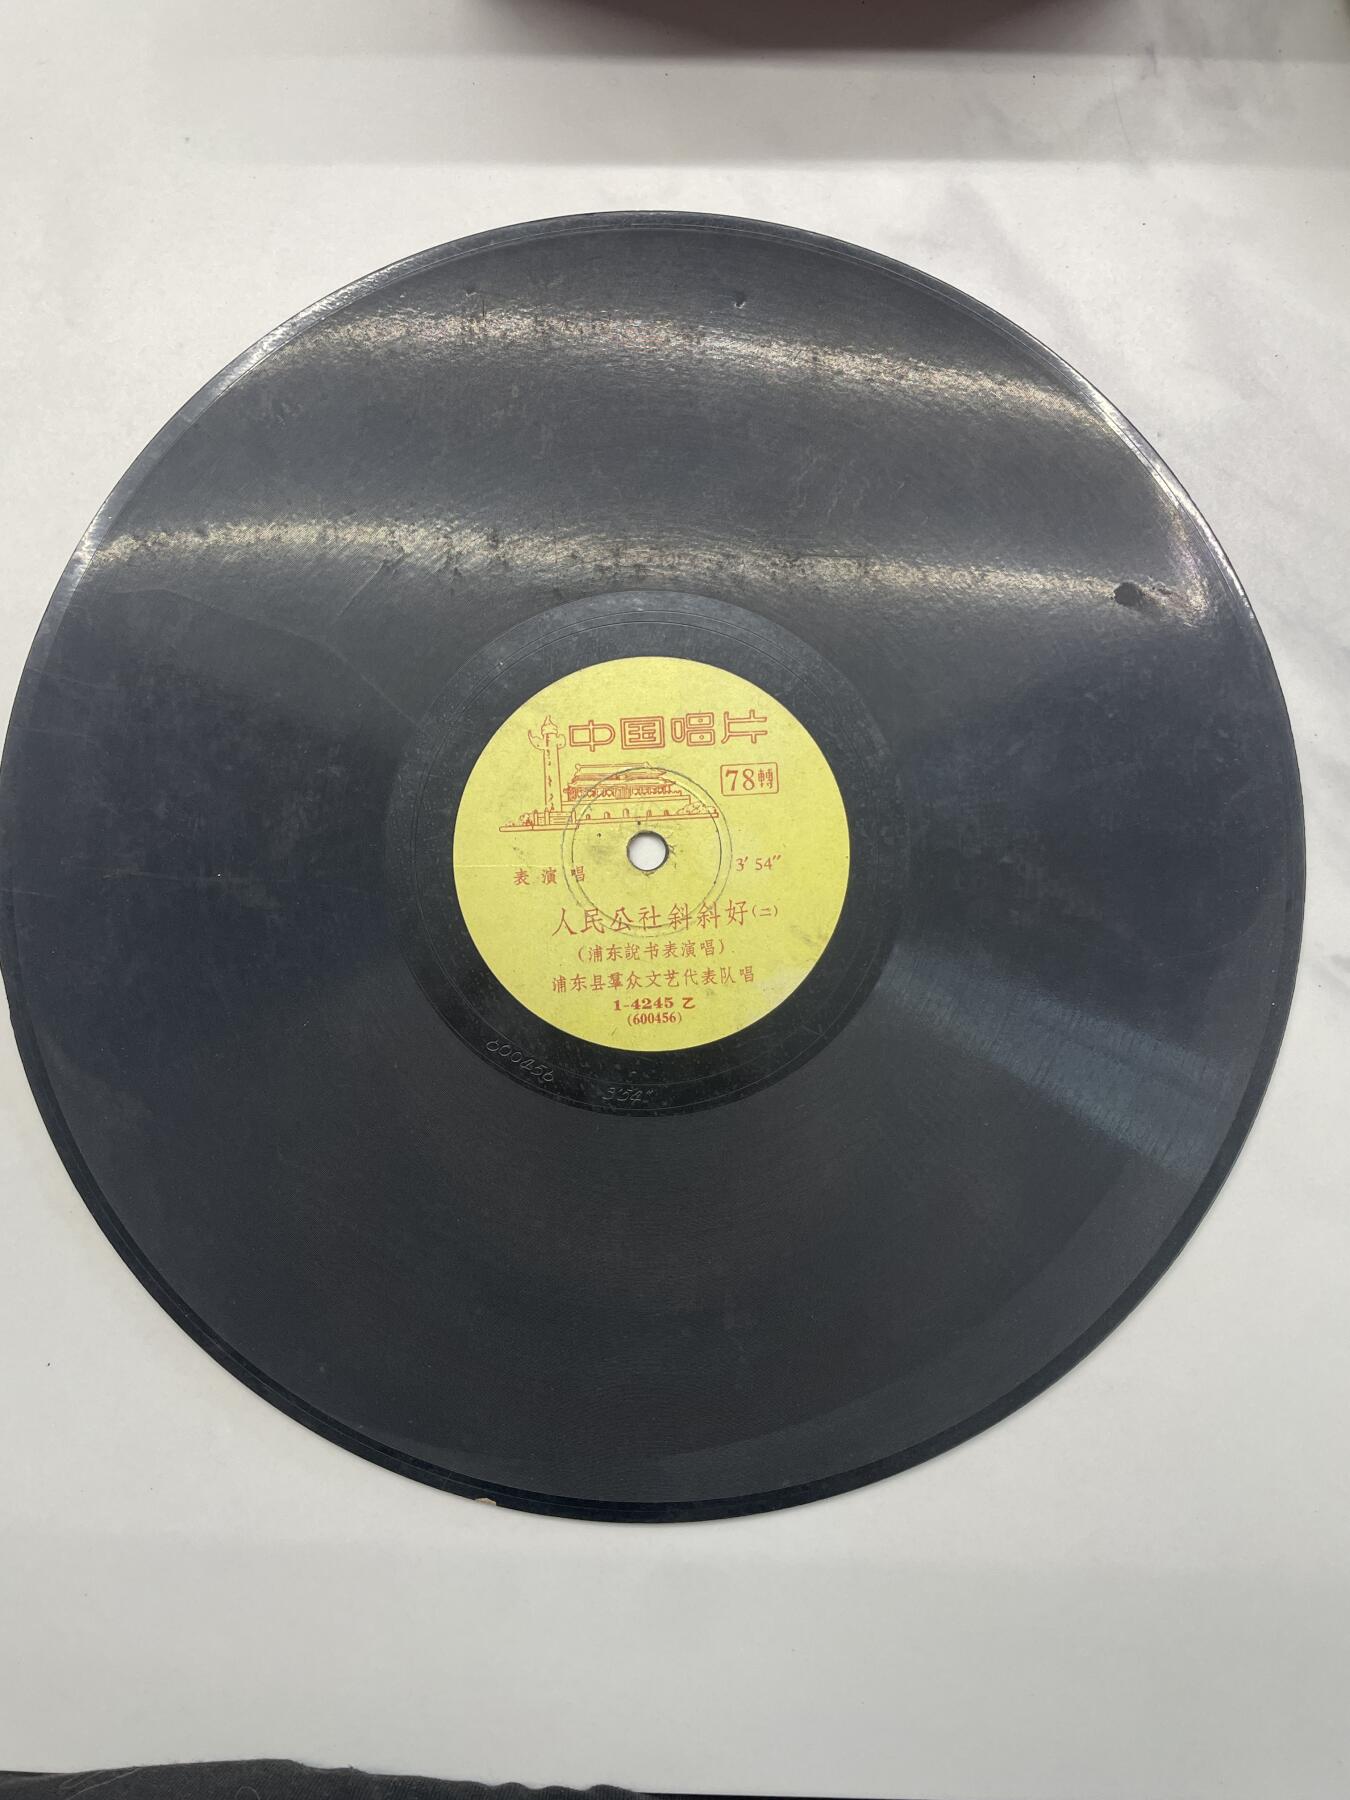 中国唱片
78轉
表演唱
3′ 54″
人民公社斜斜好(二)
(浦东說书表演唱)
浦东县羣众文艺代表队唱
1-4245 乙
(600456)
600456
3′54″